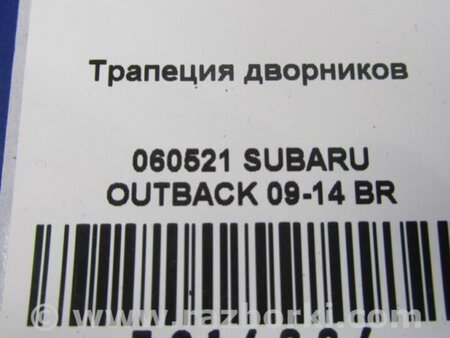 Трапеция дворников
060521 SUBARU
OUTBACK 09-14 BR
© www.razborki.com